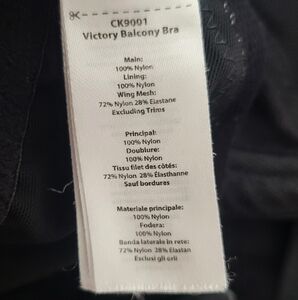 CK9001
Victory Balcony Bra
Main:
100% Nylon
Lining:
100% Nylon
Wing Mesh:
72% Nylon 28% Elastane
Excluding Trims
Principal:
100% Nylon
Doublure:
100% Nylon
Tissu filet des côtés:
72% Nylon 28% Élasthanne
Sauf bordures
Materiale principale:
100% Nylon
Fodera:
100% Nylon
Banda laterale in rete:
72% Nylon 28% Elastan
Esclusi gli orli